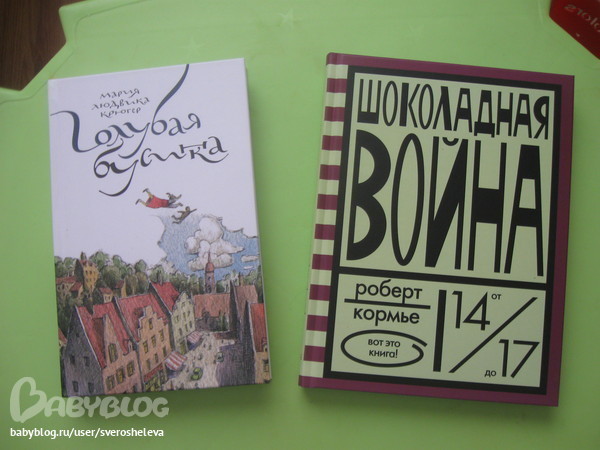 мария
людвика
крюгер
Голубая
бусинка
ШОКОЛАДНАЯ
ВОЙНА
роберт
кормье
вот это
книга!
от
14/17
до
BABYBLOG
babyblog.ru/user/sverosheleva